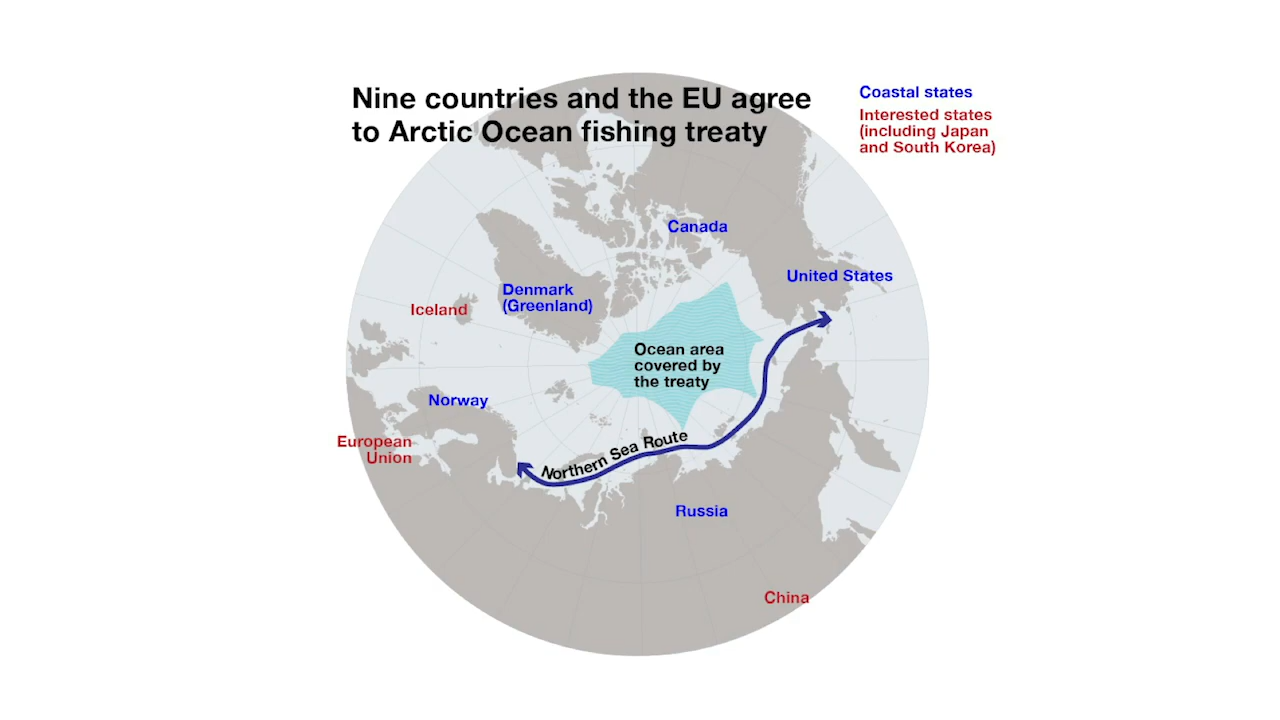 Nine countries and the EU agree
to Arctic Ocean fishing treaty
Coastal states
Interested states
(including Japan
and South Korea)
Canada
United States
Denmark
(Greenland)
Iceland
Ocean area
covered by
the treaty
Norway
European
Union
Northern Sea Route
Russia
China